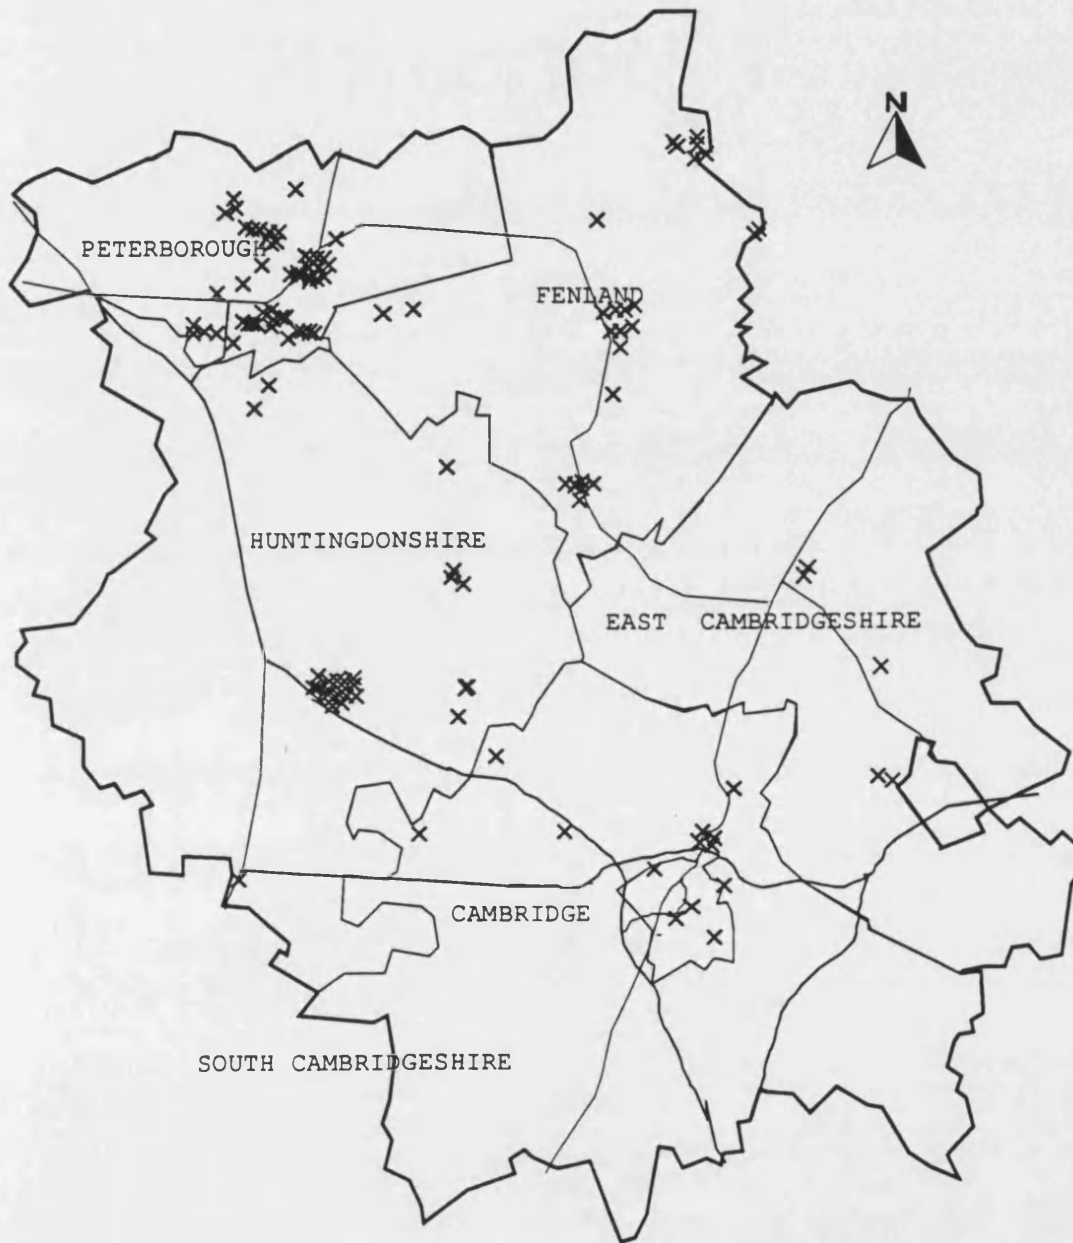 N
PETERBOROUGH
FENLAND
HUNTINGDONSHIRE
EAST CAMBRIDGESHIRE
CAMBRIDGE
SOUTH CAMBRIDGESHIRE